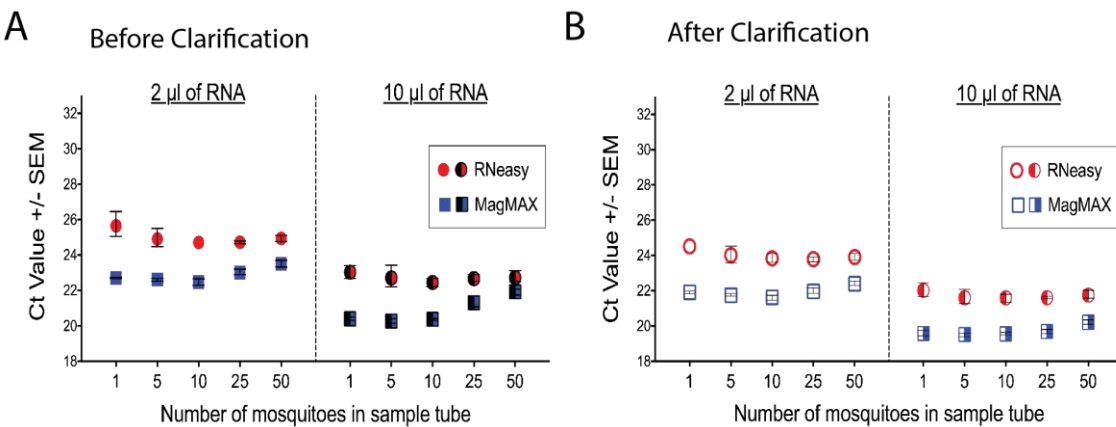 A
Before Clarification
2 µl of RNA
10 µl of RNA
32
30
28
26
24
22
20
18
Ct Value +/- SEM
RNeasy
MagMAX
1 5 10 25 50 1 5 10 25 50
Number of mosquitoes in sample tube
B
After Clarification
2 µl of RNA
10 µl of RNA
32
30
28
26
24
22
20
18
Ct Value +/- SEM
RNeasy
MagMAX
1 5 10 25 50 1 5 10 25 50
Number of mosquitoes in sample tube